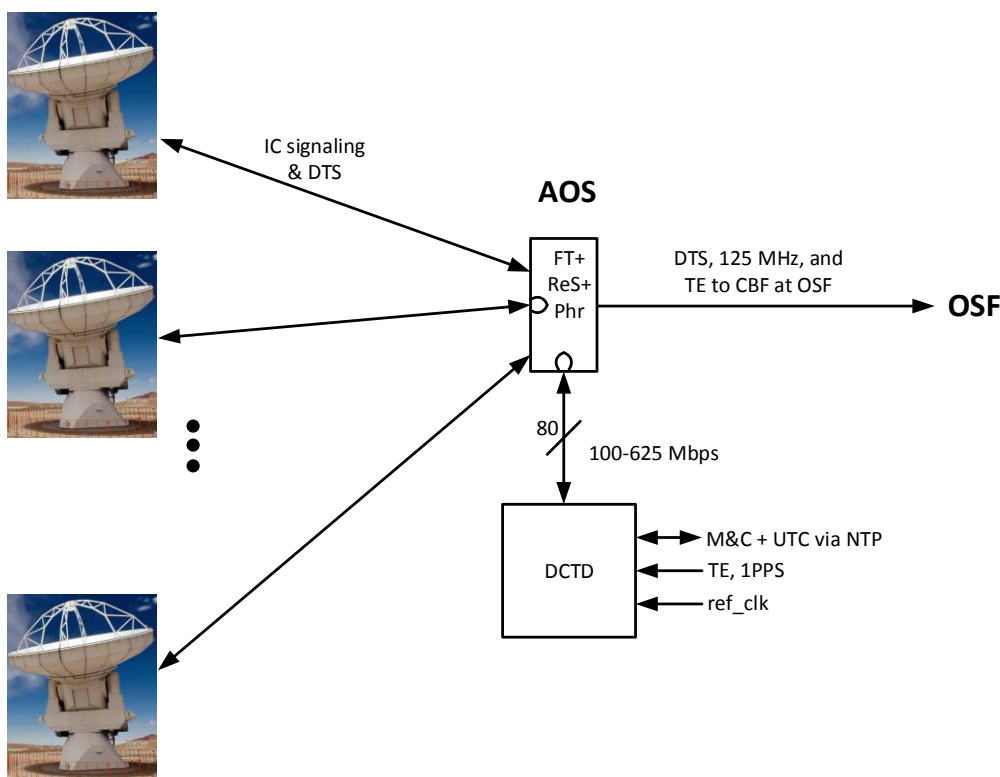 IC signaling
& DTS
AOS
FT+
ReS+
Phr
DTS, 125 MHz, and
TE to CBF at OSF
OSF
80
100-625 Mbps
DCTD
M&C + UTC via NTP
TE, 1PPS
ref_clk